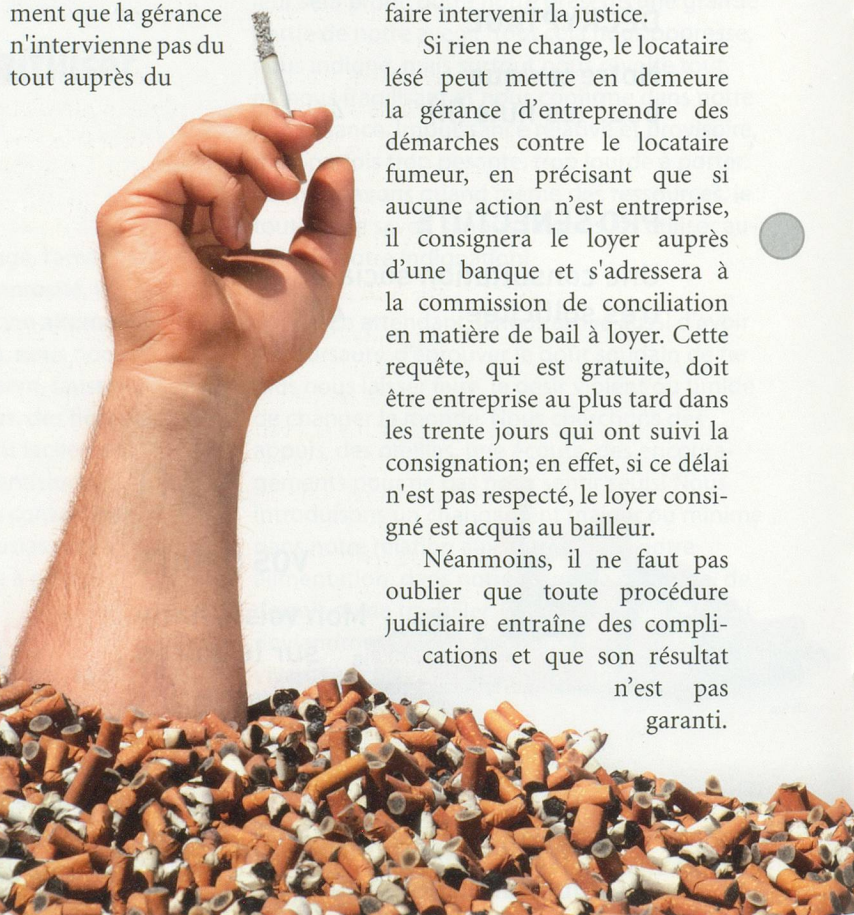 ment que la gérance
n'intervienne pas du
tout auprès du
faire intervenir la justice.
Si rien ne change, le locataire
lésé peut mettre en demeure
la gérance d'entreprendre des
démarches contre le locataire
fumeur, en précisant que si
aucune action n'est entreprise,
il consignera le loyer auprès
d'une banque et s'adressera à
la commission de conciliation
en matière de bail à loyer. Cette
requête, qui est gratuite, doit
être entreprise au plus tard dans
les trente jours qui ont suivi la
consignation; en effet, si ce délai
n'est pas respecté, le loyer consi-
gné est acquis au bailleur.
Néanmoins, il ne faut pas
oublier que toute procédure
judiciaire entraîne des compli-
cations et que son résultat
n'est pas
garanti.